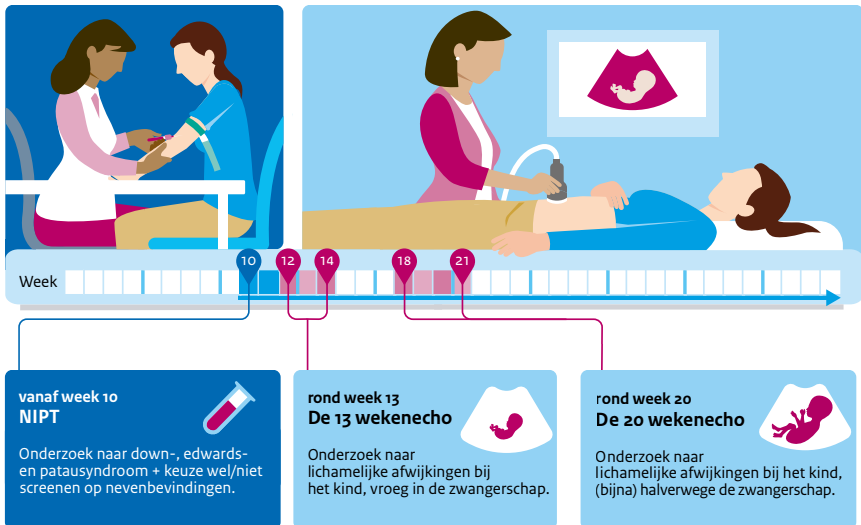 Week
10
12
14
18
21
vanaf week 10
NIPT
Onderzoek naar down-, edwards-
en patausyndroom + keuze wel/niet
screenen op nevenbevindingen.
rond week 13
De 13 wekenecho
Onderzoek naar
lichamelijke afwijkingen bij
het kind, vroeg in de zwangerschap.
rond week 20
De 20 wekenecho
Onderzoek naar
lichamelijke afwijkingen bij het kind,
(bijna) halverwege de zwangerschap.